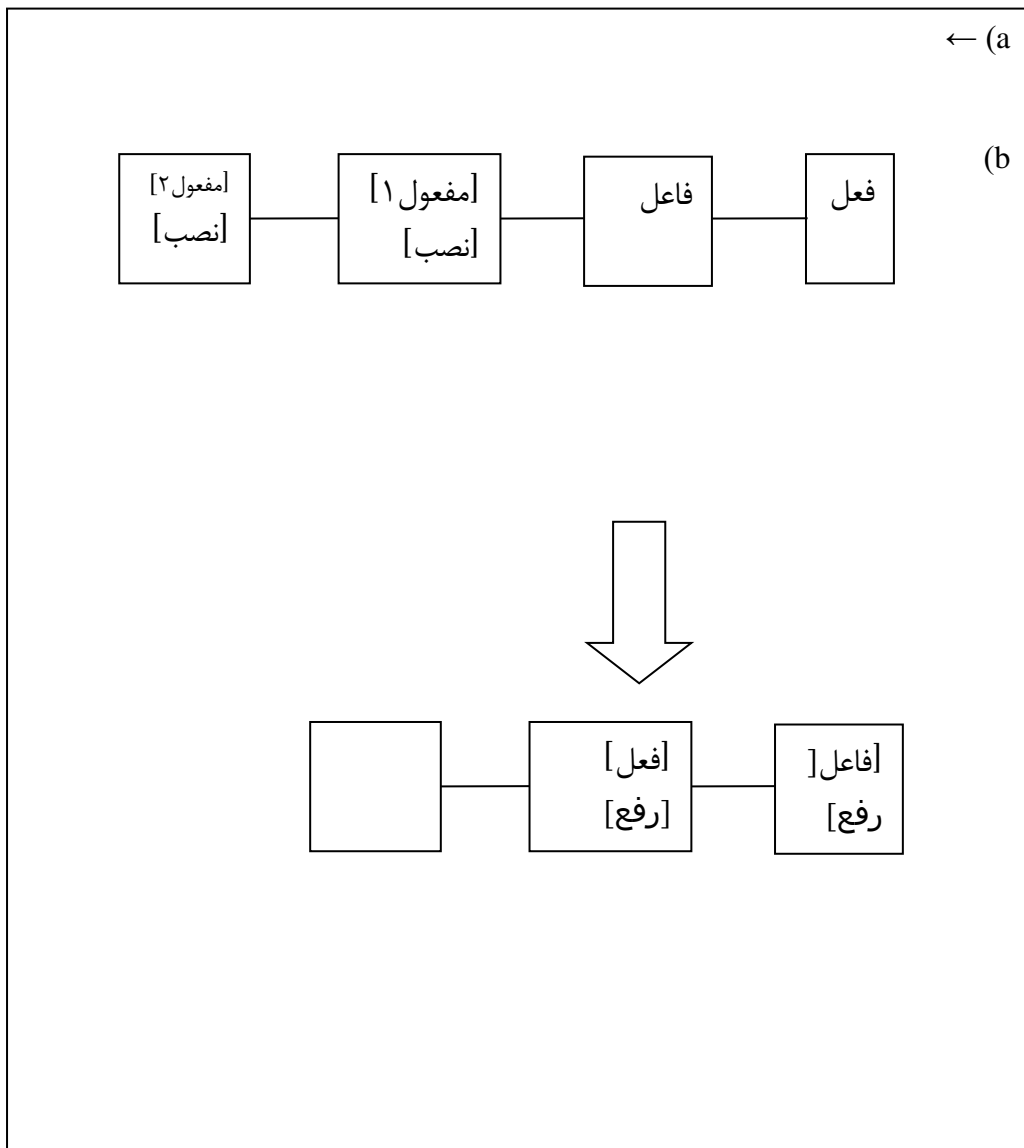 ← (a
(b
فعل
فاعل
[مفعول١]
[نصب]
[مفعول٢]
[نصب]
[فاعل]
رفع]
[فعل]
[رفع]